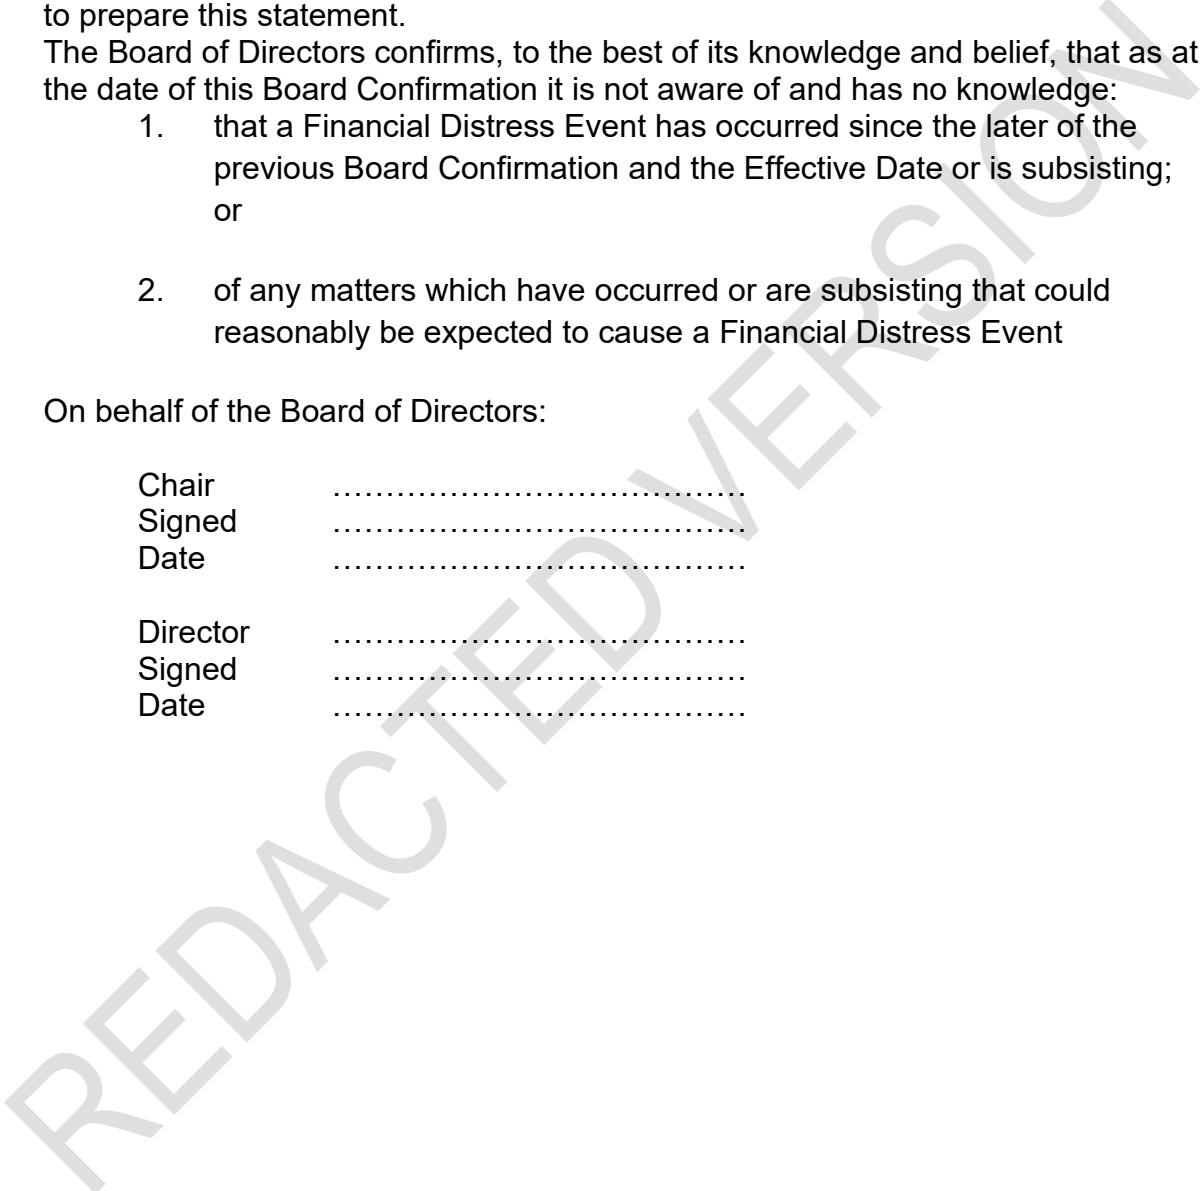 to prepare this statement.
The Board of Directors confirms, to the best of its knowledge and belief, that as at
the date of this Board Confirmation it is not aware of and has no knowledge:
1. that a Financial Distress Event has occurred since the later of the
previous Board Confirmation and the Effective Date or is subsisting;
or
2. of any matters which have occurred or are subsisting that could
reasonably be expected to cause a Financial Distress Event
On behalf of the Board of Directors:
Chair ………………………………….
Signed ………………………………….
Date ………………………………….
Director ………………………………….
Signed ………………………………….
Date ………………………………….
REDACTED VERSION